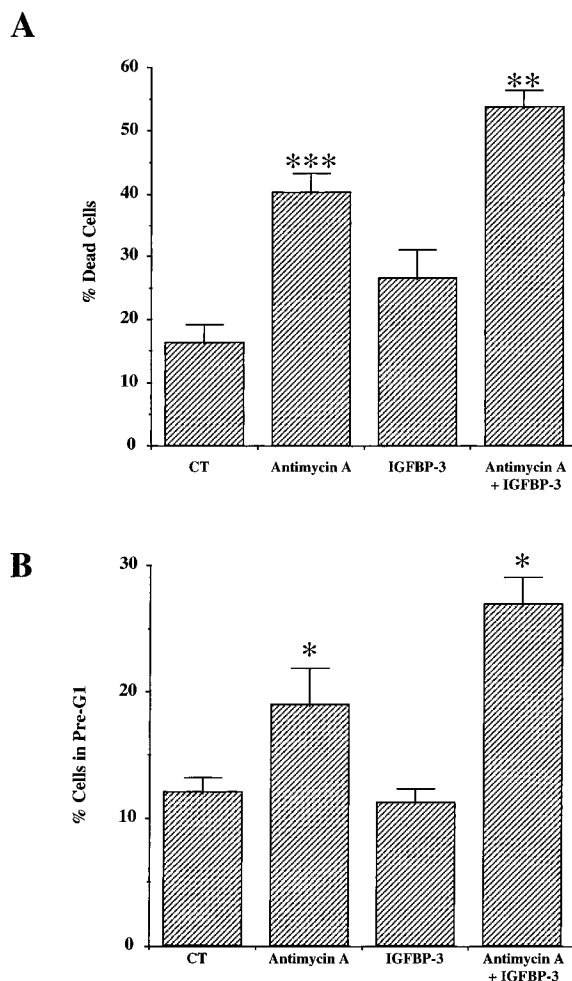 A
60
50
40
30
20
10
0
% Dead Cells
***
**
CT
Antimycin A
IGFBP-3
Antimycin A
+ IGFBP-3
B
30
20
10
0
% Cells in Pre-G1
*
*
CT
Antimycin A
IGFBP-3
Antimycin A
+ IGFBP-3